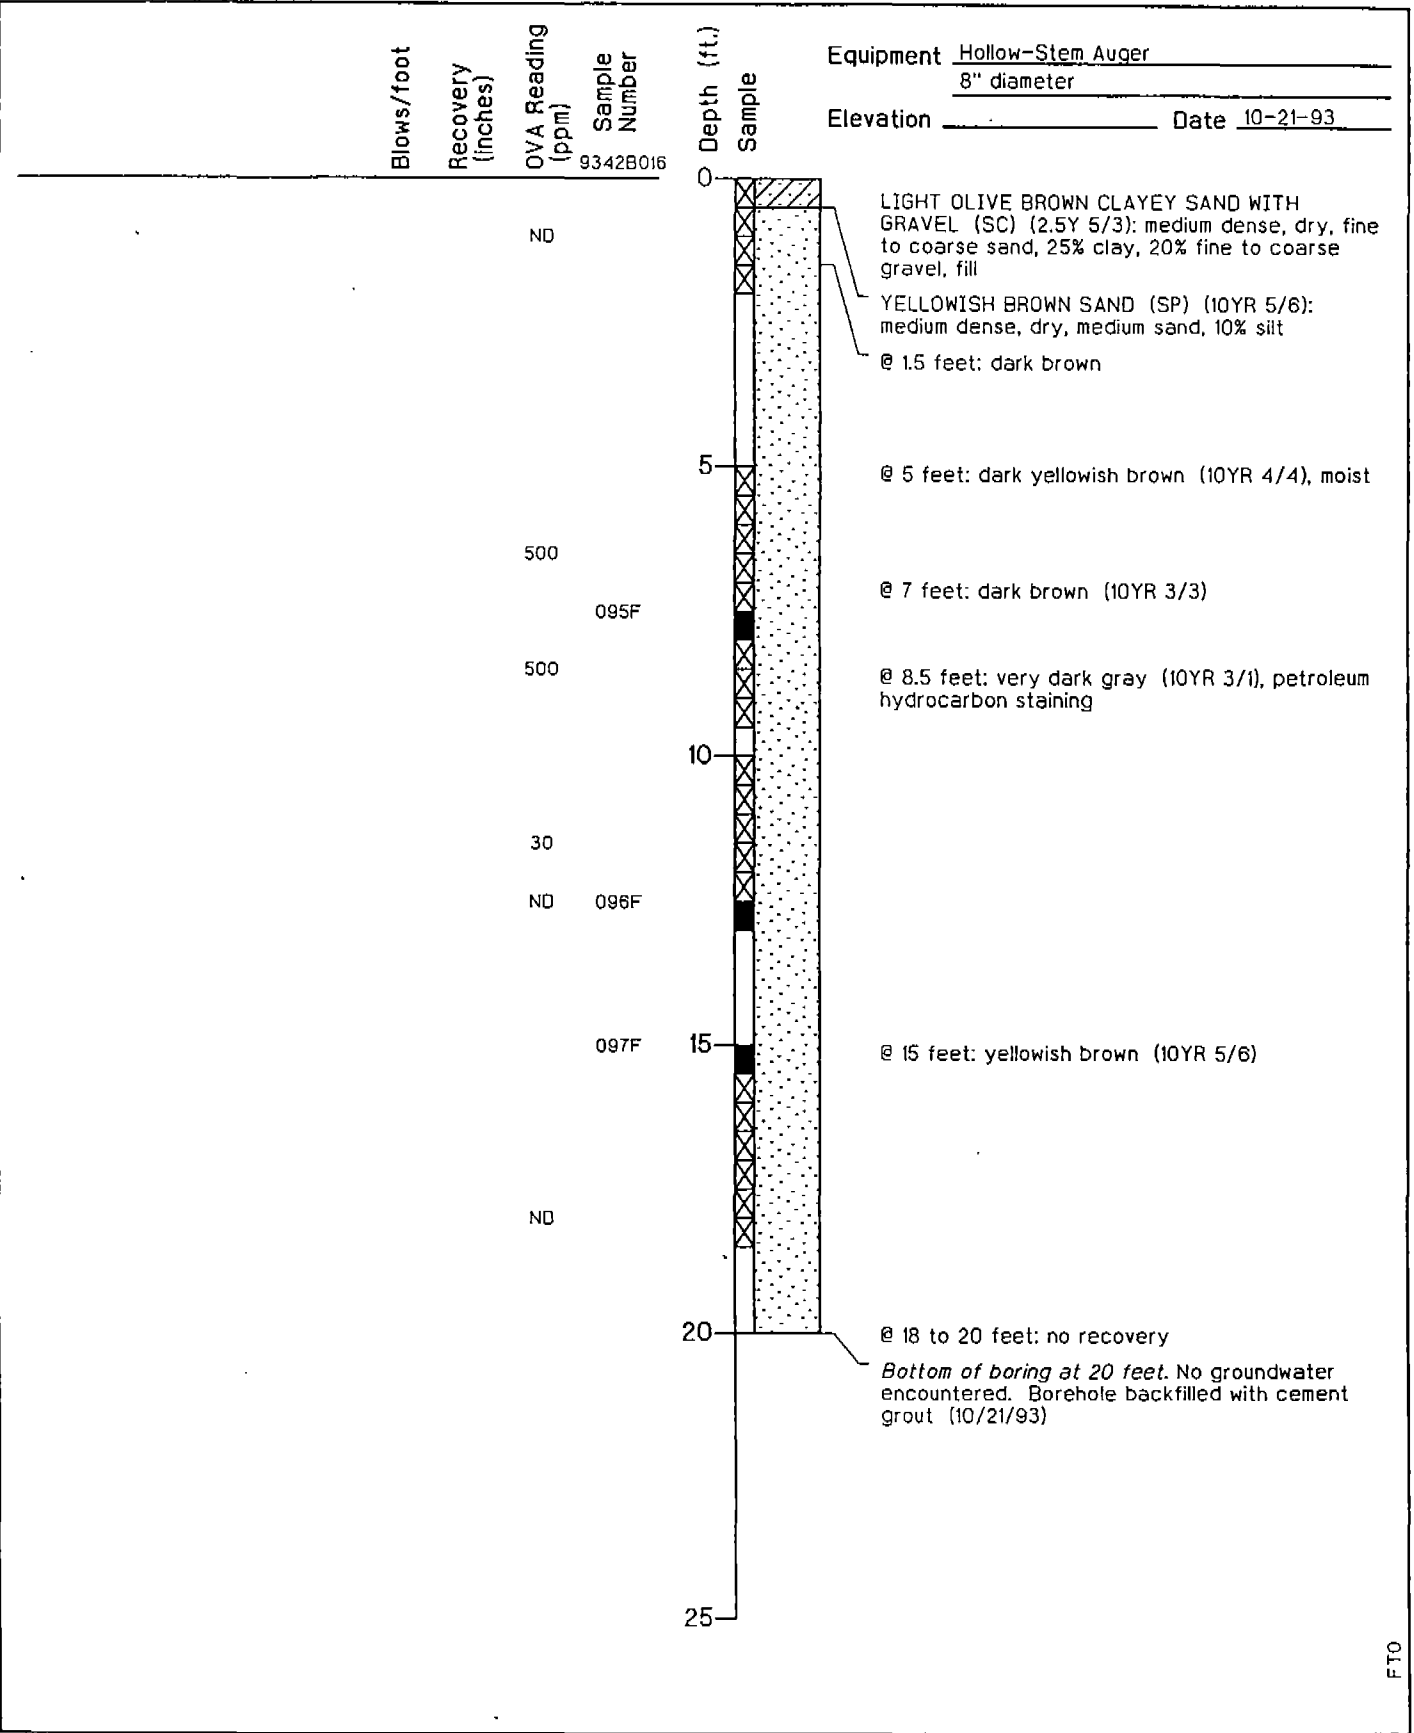 Blows/foot
Recovery
(inches)
OVA Reading
(ppm)
Sample
Number
9342B016
Depth (ft.)
Sample
Equipment Hollow-Stem Auger
8" diameter
Elevation Date 10-21-93
0
LIGHT OLIVE BROWN CLAYEY SAND WITH
GRAVEL (SC) (2.5Y 5/3): medium dense, dry, fine
to coarse sand, 25% clay, 20% fine to coarse
gravel, fill
ND
YELLOWISH BROWN SAND (SP) (10YR 5/6):
medium dense, dry, medium sand, 10% silt
@ 1.5 feet: dark brown
5
@ 5 feet: dark yellowish brown (10YR 4/4), moist
500
@ 7 feet: dark brown (10YR 3/3)
095F
500
@ 8.5 feet: very dark gray (10YR 3/1), petroleum
hydrocarbon staining
10
30
ND 096F
097F
15
@ 15 feet: yellowish brown (10YR 5/6)
ND
20
@ 18 to 20 feet: no recovery
Bottom of boring at 20 feet. No groundwater
encountered. Borehole backfilled with cement
grout (10/21/93)
25
FTO